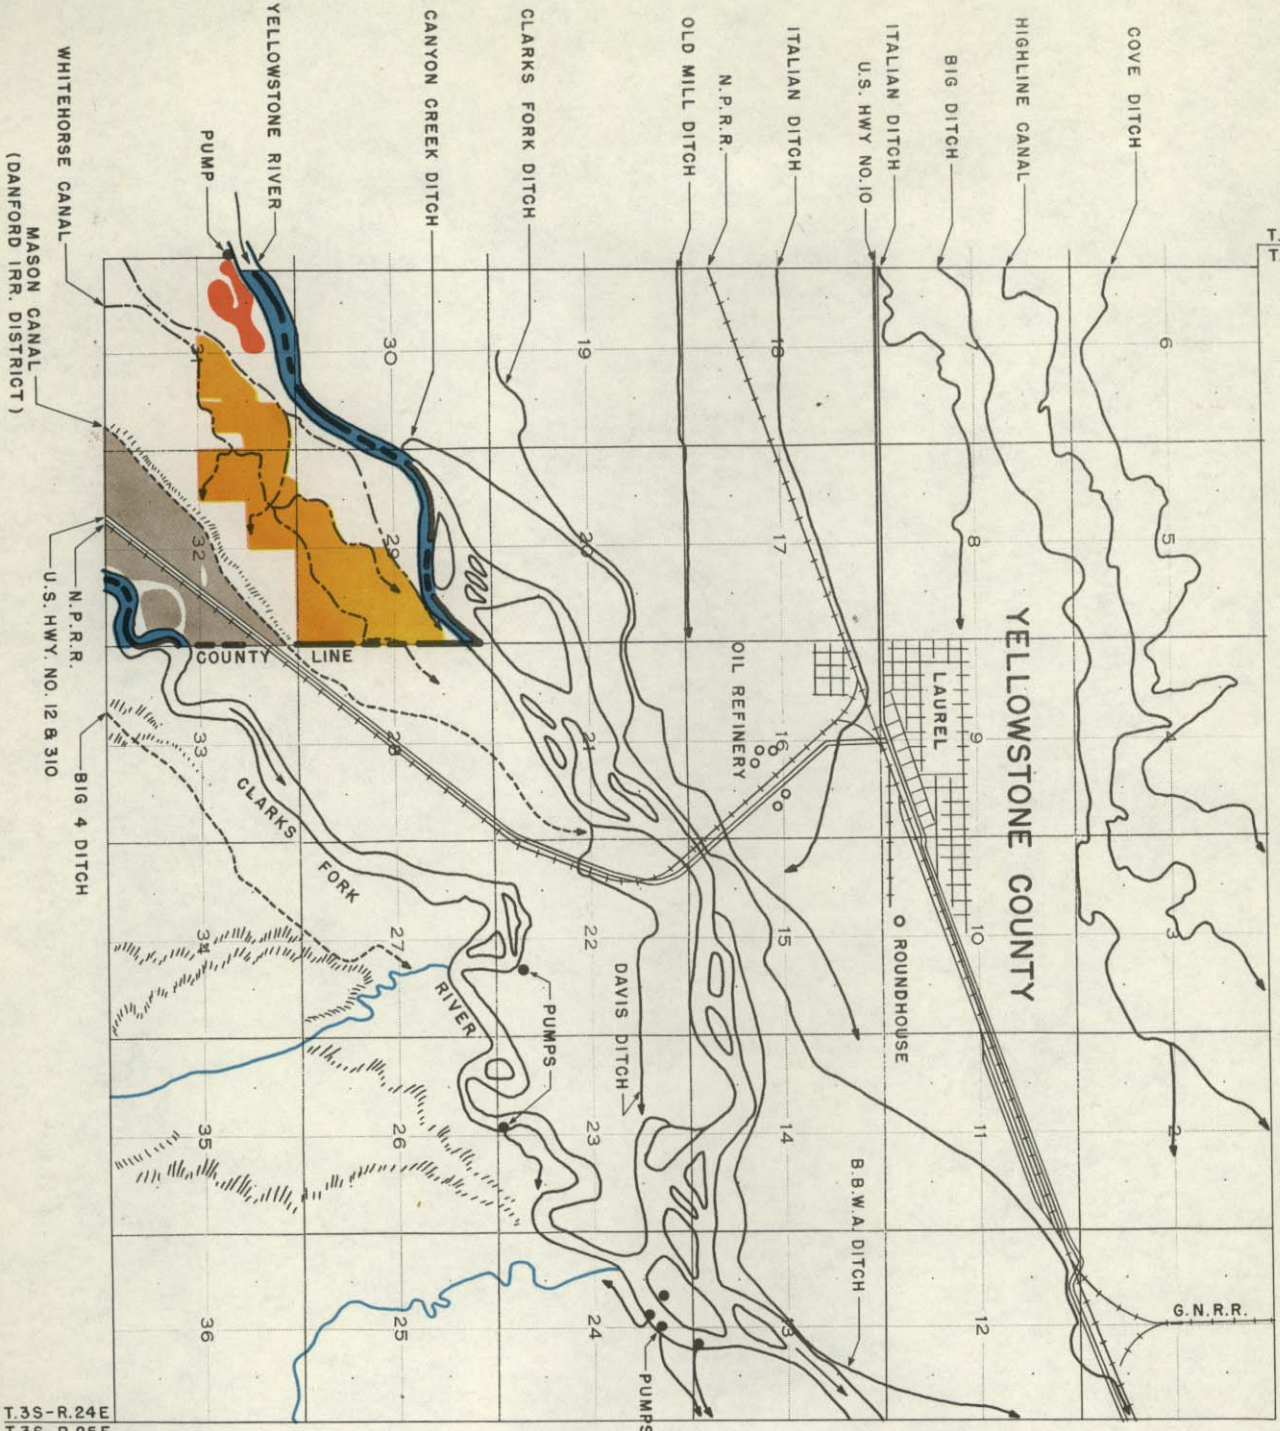 COVE DITCH
HIGHLINE CANAL
BIG DITCH
ITALIAN DITCH
U.S. HWY NO.10
ITALIAN DITCH
N.P.R.R.
OLD MILL DITCH
CLARKS FORK DITCH
CANYON CREEK DITCH
YELLOWSTONE RIVER
PUMP
WHITEHORSE CANAL
MASON CANAL
(DANFORD IRR. DISTRICT)
T.
T.
6
7
18
19
30
31
5
8
17
20
29
32
YELLOWSTONE COUNTY
LAUREL
OIL REFINERY
COUNTY LINE
N.P.R.R.
U.S. HWY. NO. 12 & 310
BIG 4 DITCH
4
9
16
21
28
33
CLARKS FORK RIVER
3
10
15
22
27
34
ROUNDHOUSE
DAVIS DITCH
PUMPS
2
11
14
23
26
35
B.B.W.A. DITCH
G.N.R.R.
12
13
24
25
36
PUMPS
T.3S-R.24E
T.3S-R.25E